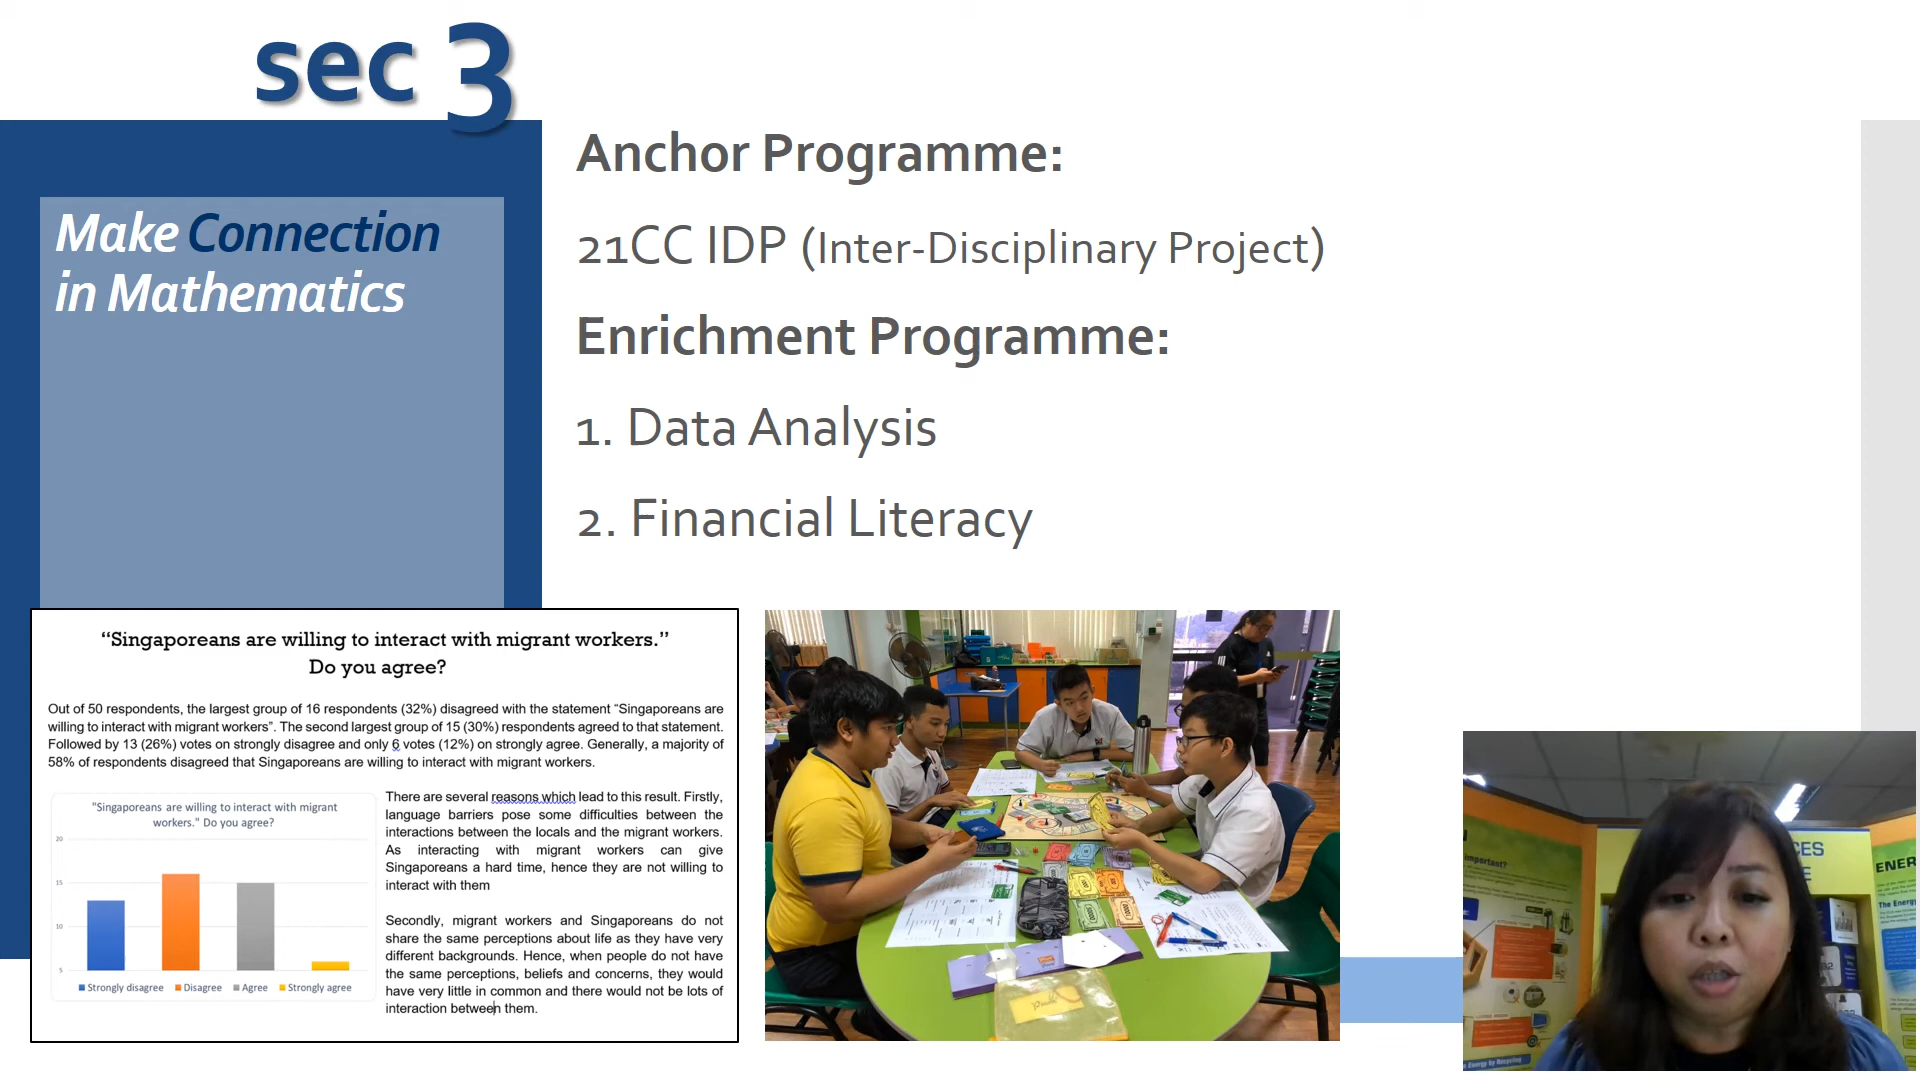 sec 3
Make Connection
in Mathematics
Anchor Programme:
21CC IDP (Inter-Disciplinary Project)
Enrichment Programme:
1. Data Analysis
2. Financial Literacy
“Singaporeans are willing to interact with migrant workers.”
Do you agree?
Out of 50 respondents, the largest group of 16 respondents (32%) disagreed with the statement “Singaporeans are
willing to interact with migrant workers”. The second largest group of 15 (30%) respondents agreed to that statement.
Followed by 13 (26%) votes on strongly disagree and only 6 votes (12%) on strongly agree. Generally, a majority of
58% of respondents disagreed that Singaporeans are willing to interact with migrant workers.
"Singaporeans are willing to interact with migrant
workers." Do you agree?
20
15
10
5
Strongly disagree Disagree Agree Strongly agree
There are several reasons which lead to this result. Firstly,
language barriers pose some difficulties between the
interactions between the locals and the migrant workers.
As interacting with migrant workers can give
Singaporeans a hard time, hence they are not willing to
interact with them
Secondly, migrant workers and Singaporeans do not
share the same perceptions about life as they have very
different backgrounds. Hence, when people do not have
the same perceptions, beliefs and concerns, they would
have very little in common and there would not be lots of
interaction between them.
important?
CES
ENER
The Energy
Energy by Recycling